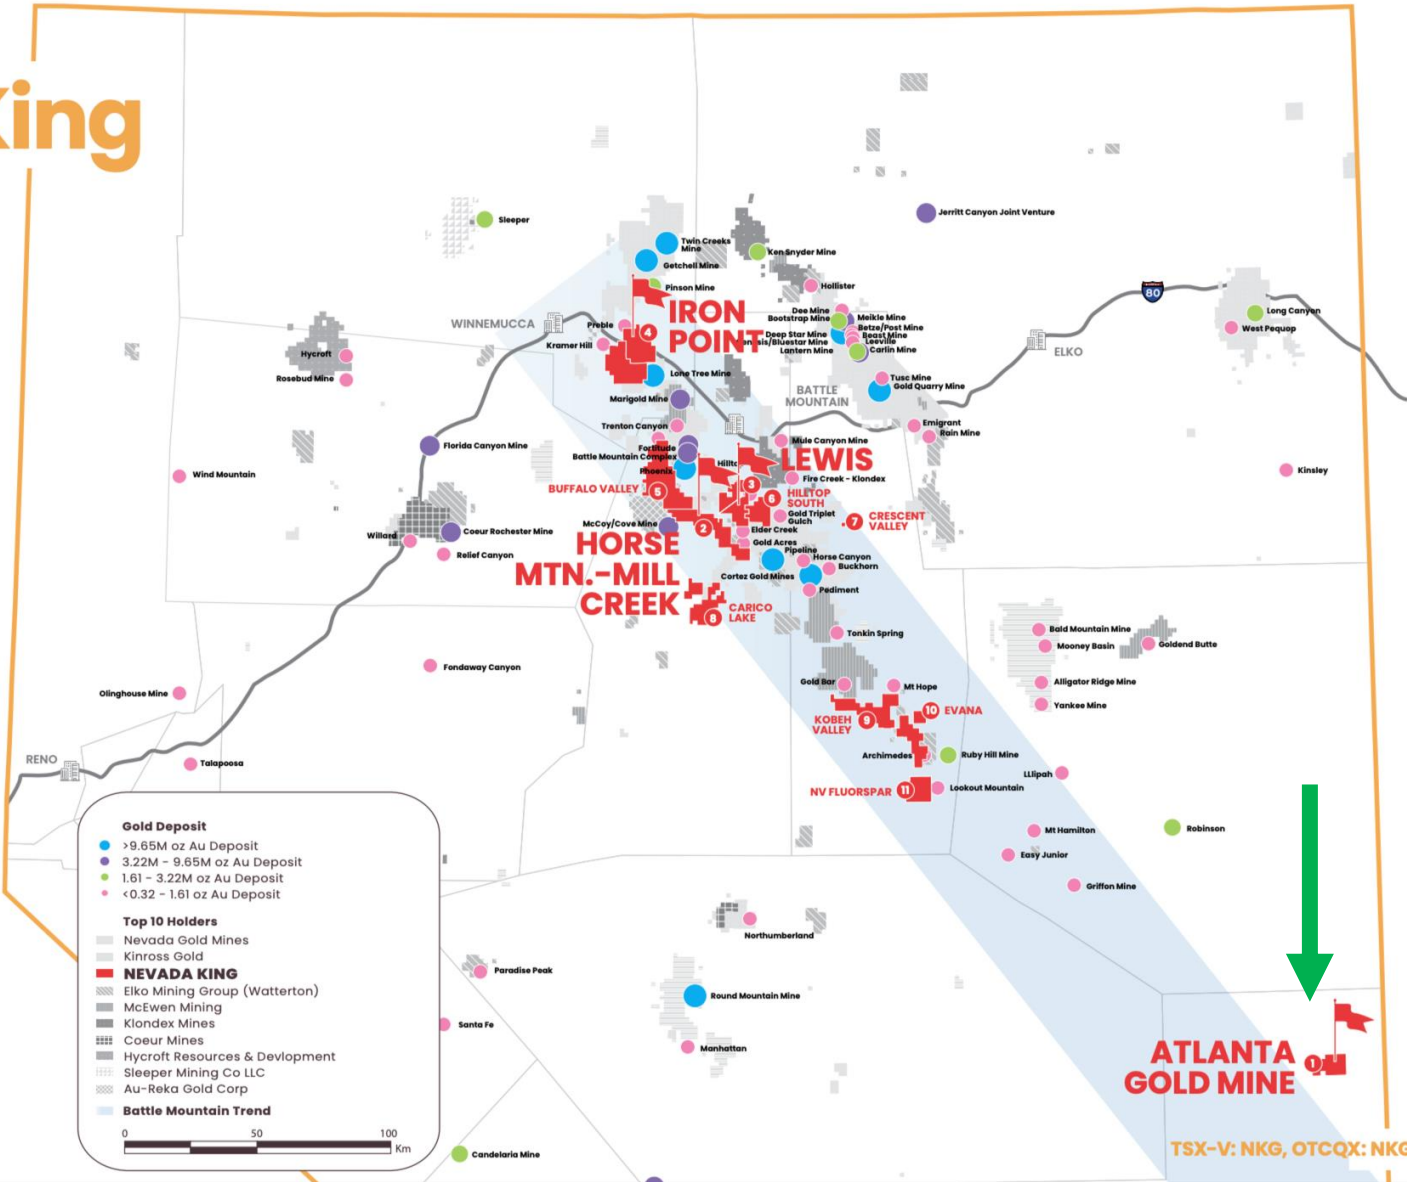 King
Sleeper
Jerritt Canyon Joint Venture
Twin Creeks
Mine
Getchell Mine
Pinson Mine
Ken Snyder Mine
Hollister
IRON
POINT
4
Preble
Kramer Hill
WINNEMUCCA
Dee Mine
Bootstrap Mine
Meikle Mine
Betze/Post Mine
Deep Star Mine
Beast Mine
Genesis/Bluestar Mine
Leeville
Lantern Mine
Carlin Mine
80
ELKO
Long Canyon
West Pequop
Hycroft
Rosebud Mine
Lone Tree Mine
Tusc Mine
Gold Quarry Mine
BATTLE
MOUNTAIN
Marigold Mine
Trenton Canyon
Emigrant
Rain Mine
Florida Canyon Mine
Fortitude
Battle Mountain Complex
Phoenix
Mule Canyon Mine
LEWIS
Wind Mountain
Kinsley
Fire Creek - Klondex
BUFFALO VALLEY
5
3
6
HILLTOP
SOUTH
Gold Triplet
Gulch
7
CRESCENT
VALLEY
McCoy/Cove Mine
2
Elder Creek
Gold Acres
Coeur Rochester Mine
Willard
Relief Canyon
HORSE
MTN.-MILL
CREEK
Pipeline
Horse Canyon
Buckhorn
Cortez Gold Mines
Pediment
8
CARICO
LAKE
Tonkin Spring
Bald Mountain Mine
Mooney Basin
Goldend Butte
Alligator Ridge Mine
Yankee Mine
Fondaway Canyon
Olinghouse Mine
Gold Bar
Mt Hope
KOBEH
VALLEY
9
10
EVANA
Archimedes
Ruby Hill Mine
RENO
Talapoosa
LLlipah
NV FLUORSPAR
11
Lookout Mountain
Mt Hamilton
Robinson
Easy Junior
Griffon Mine
Northumberland
Paradise Peak
Round Mountain Mine
Santa Fe
Manhattan
Candelaria Mine
ATLANTA
GOLD MINE
1
TSX-V: NKG, OTCQX: NKG
Gold Deposit
>9.65M oz Au Deposit
3.22M - 9.65M oz Au Deposit
1.61 - 3.22M oz Au Deposit
<0.32 - 1.61 oz Au Deposit
Top 10 Holders
Nevada Gold Mines
Kinross Gold
NEVADA KING
Elko Mining Group (Watterton)
McEwen Mining
Klondex Mines
Coeur Mines
Hycroft Resources & Devlopment
Sleeper Mining Co LLC
Au-Reka Gold Corp
Battle Mountain Trend
0 50 100
Km